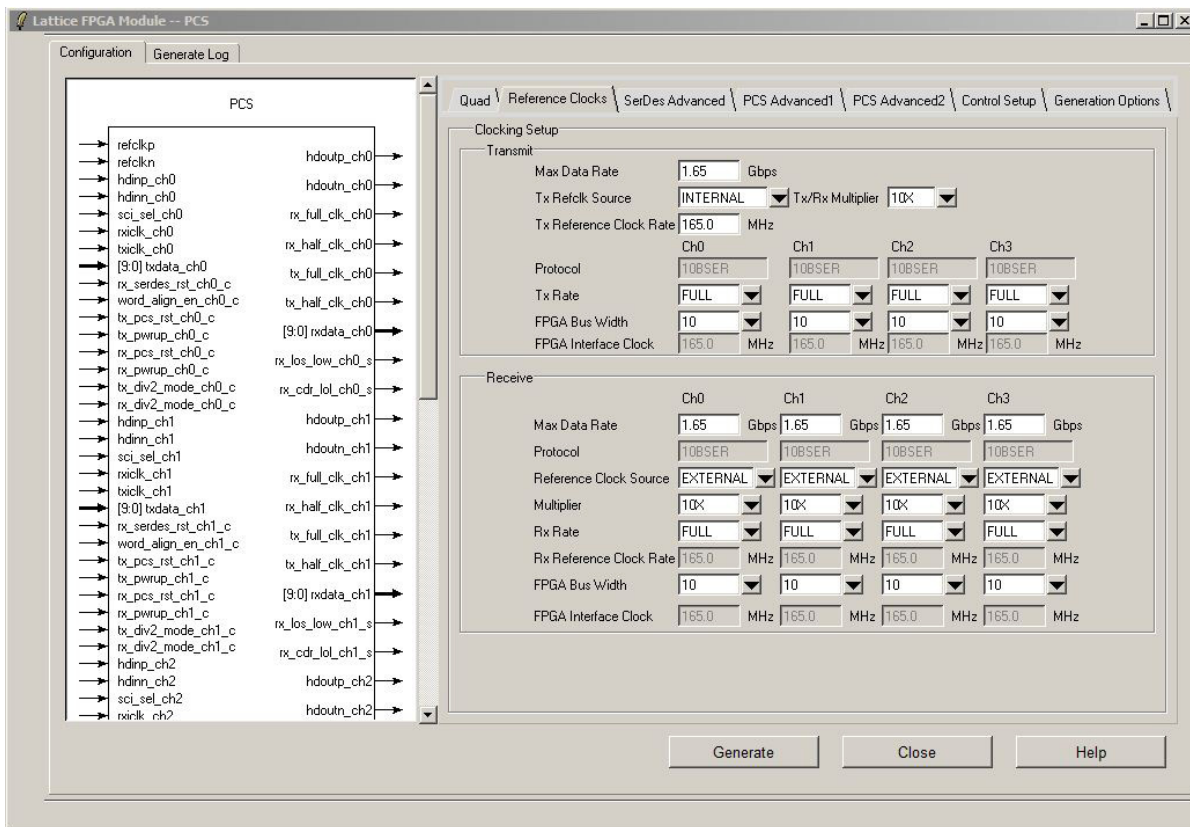 Lattice FPGA Module -- PCS
Configuration Generate Log
PCS
refclkp
refclkn
hdinp_ch0
hdinn_ch0
sci_sel_ch0
rxiclk_ch0
txiclk_ch0
[9:0] txdata_ch0
rx_serdes_rst_ch0_c
word_align_en_ch0_c
tx_pcs_rst_ch0_c
tx_pwrup_ch0_c
rx_pcs_rst_ch0_c
rx_pwrup_ch0_c
tx_div2_mode_ch0_c
rx_div2_mode_ch0_c
hdinp_ch1
hdinn_ch1
sci_sel_ch1
rxiclk_ch1
txiclk_ch1
[9:0] txdata_ch1
rx_serdes_rst_ch1_c
word_align_en_ch1_c
tx_pcs_rst_ch1_c
tx_pwrup_ch1_c
rx_pcs_rst_ch1_c
rx_pwrup_ch1_c
tx_div2_mode_ch1_c
rx_div2_mode_ch1_c
hdinp_ch2
hdinn_ch2
sci_sel_ch2
rxiclk_ch2
hdoutp_ch0
hdoutn_ch0
rx_full_clk_ch0
rx_half_clk_ch0
tx_full_clk_ch0
tx_half_clk_ch0
[9:0] rxdata_ch0
rx_los_low_ch0_s
rx_cdr_lol_ch0_s
hdoutp_ch1
hdoutn_ch1
rx_full_clk_ch1
rx_half_clk_ch1
tx_full_clk_ch1
tx_half_clk_ch1
[9:0] rxdata_ch1
rx_los_low_ch1_s
rx_cdr_lol_ch1_s
hdoutp_ch2
hdoutn_ch2
Quad Reference Clocks SerDes Advanced PCS Advanced1 PCS Advanced2 Control Setup Generation Options
Clocking Setup
Transmit
Max Data Rate 1.65 Gbps
Tx Refclk Source INTERNAL Tx/Rx Multiplier 10X
Tx Reference Clock Rate 165.0 MHz
Ch0 Ch1 Ch2 Ch3
Protocol 10BSER 10BSER 10BSER 10BSER
Tx Rate FULL FULL FULL FULL
FPGA Bus Width 10 10 10 10
FPGA Interface Clock 165.0 MHz 165.0 MHz 165.0 MHz 165.0 MHz
Receive
Ch0 Ch1 Ch2 Ch3
Max Data Rate 1.65 Gbps 1.65 Gbps 1.65 Gbps 1.65 Gbps
Protocol 10BSER 10BSER 10BSER 10BSER
Reference Clock Source EXTERNAL EXTERNAL EXTERNAL EXTERNAL
Multiplier 10X 10X 10X 10X
Rx Rate FULL FULL FULL FULL
Rx Reference Clock Rate 165.0 MHz 165.0 MHz 165.0 MHz 165.0 MHz
FPGA Bus Width 10 10 10 10
FPGA Interface Clock 165.0 MHz 165.0 MHz 165.0 MHz 165.0 MHz
Generate Close Help